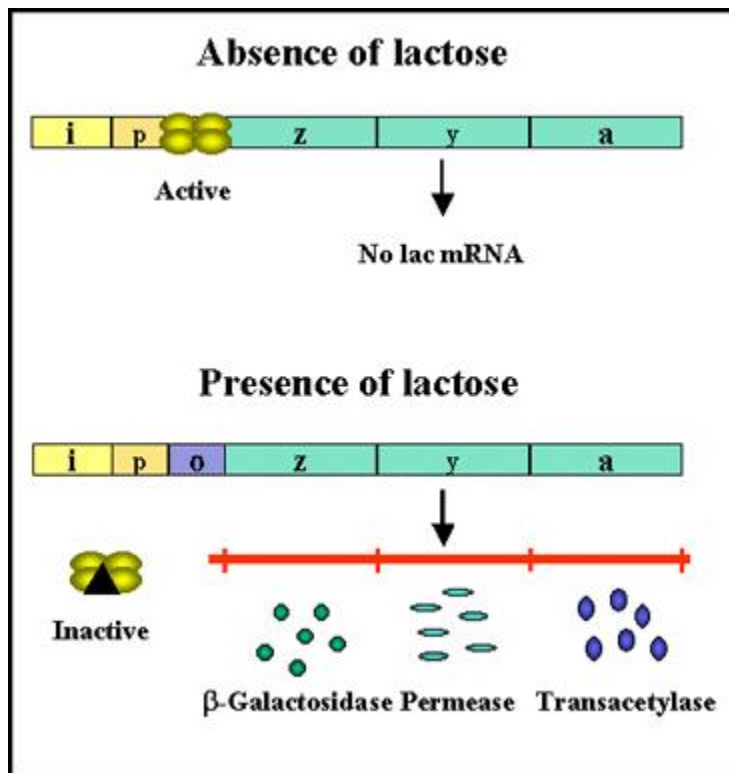 Absence of lactose
i p z y a
Active
No lac mRNA
Presence of lactose
i p o z y a
Inactive
β-Galactosidase Permease Transacetylase